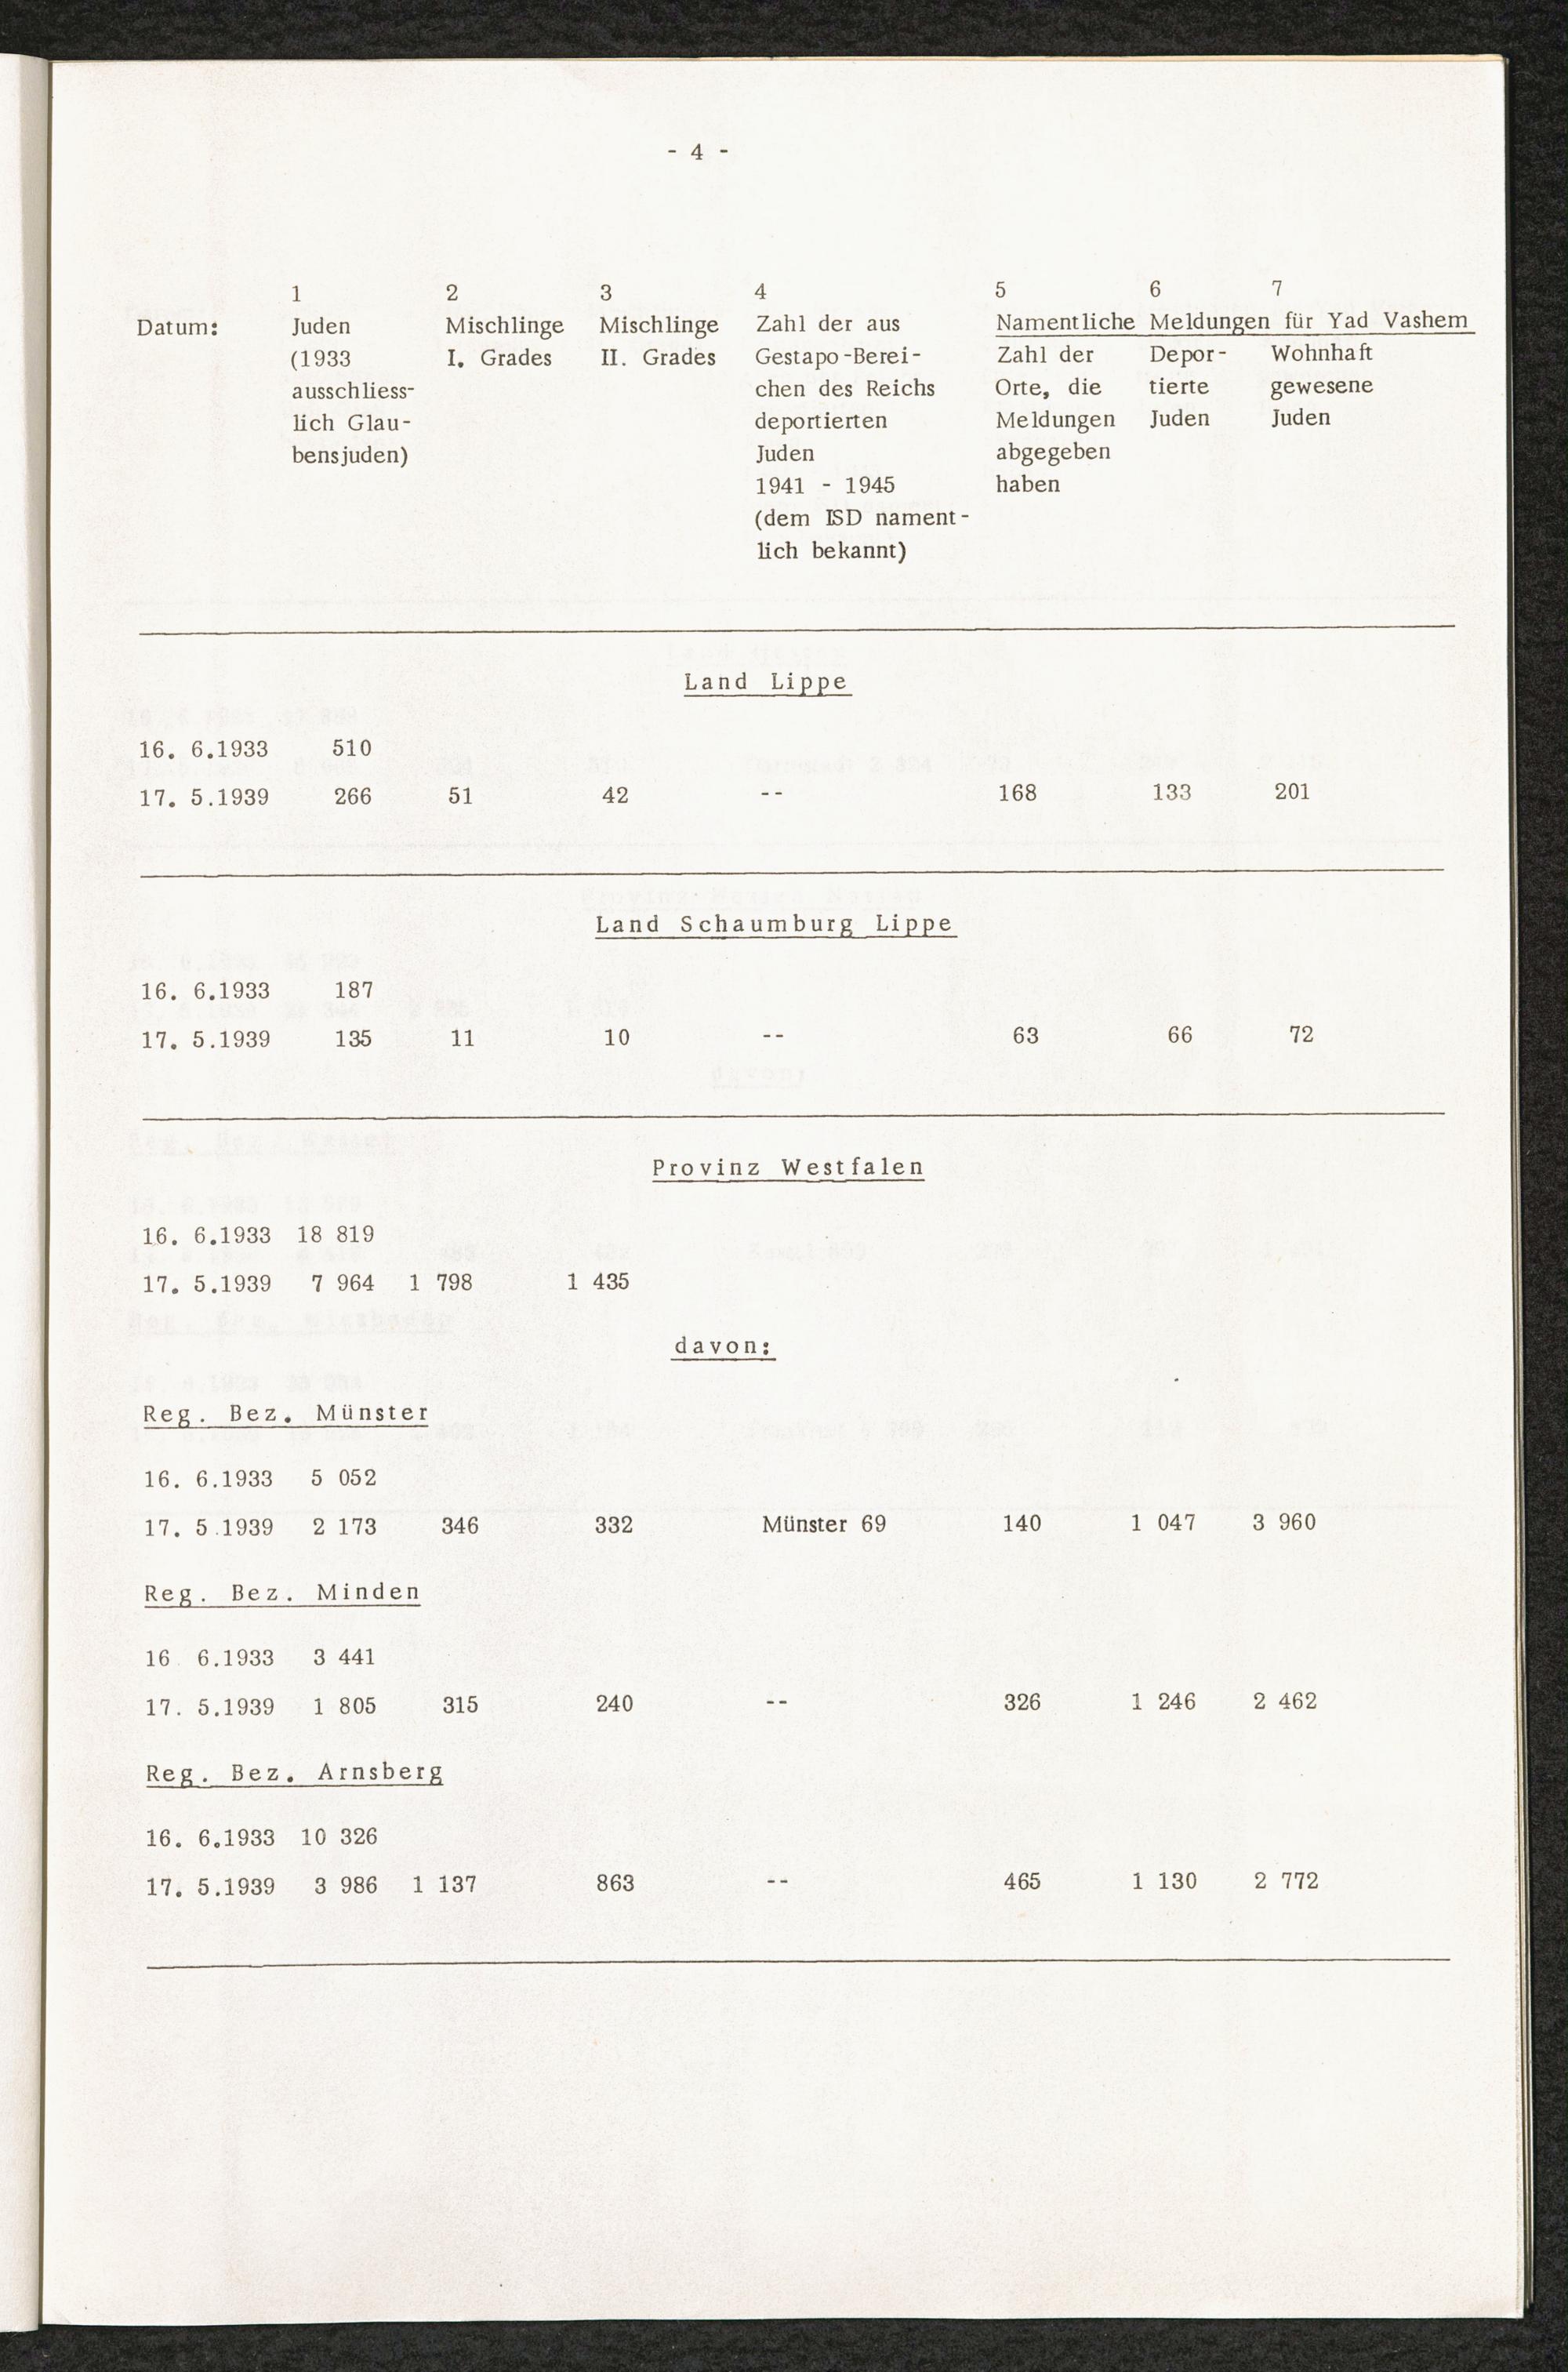 - 4 -
1 2 3 4 5 6 7
Datum: Juden Mischlinge Mischlinge Zahl der aus Namentliche Meldungen für Yad Vashem
(1933 I. Grades II. Grades Gestapo-Berei- Zahl der Depor- Wohnhaft
ausschliess- chen des Reichs Orte, die tierte gewesene
lich Glau- deportierten Meldungen Juden Juden
bensjuden) Juden abgegeben
1941 - 1945 haben
(dem ISD nament-
lich bekannt)
Land Lippe
16. 6.1933 510
17. 5.1939 266 51 42 -- 168 133 201
Land Schaumburg Lippe
16. 6.1933 187
17. 5.1939 135 11 10 -- 63 66 72
Provinz Westfalen
16. 6.1933 18 819
17. 5.1939 7 964 1 798 1 435
davon:
Reg. Bez. Münster
16. 6.1933 5 052
17. 5.1939 2 173 346 332 Münster 69 140 1 047 3 960
Reg. Bez. Minden
16 6.1933 3 441
17. 5.1939 1 805 315 240 -- 326 1 246 2 462
Reg. Bez. Arnsberg
16. 6.1933 10 326
17. 5.1939 3 986 1 137 863 -- 465 1 130 2 772